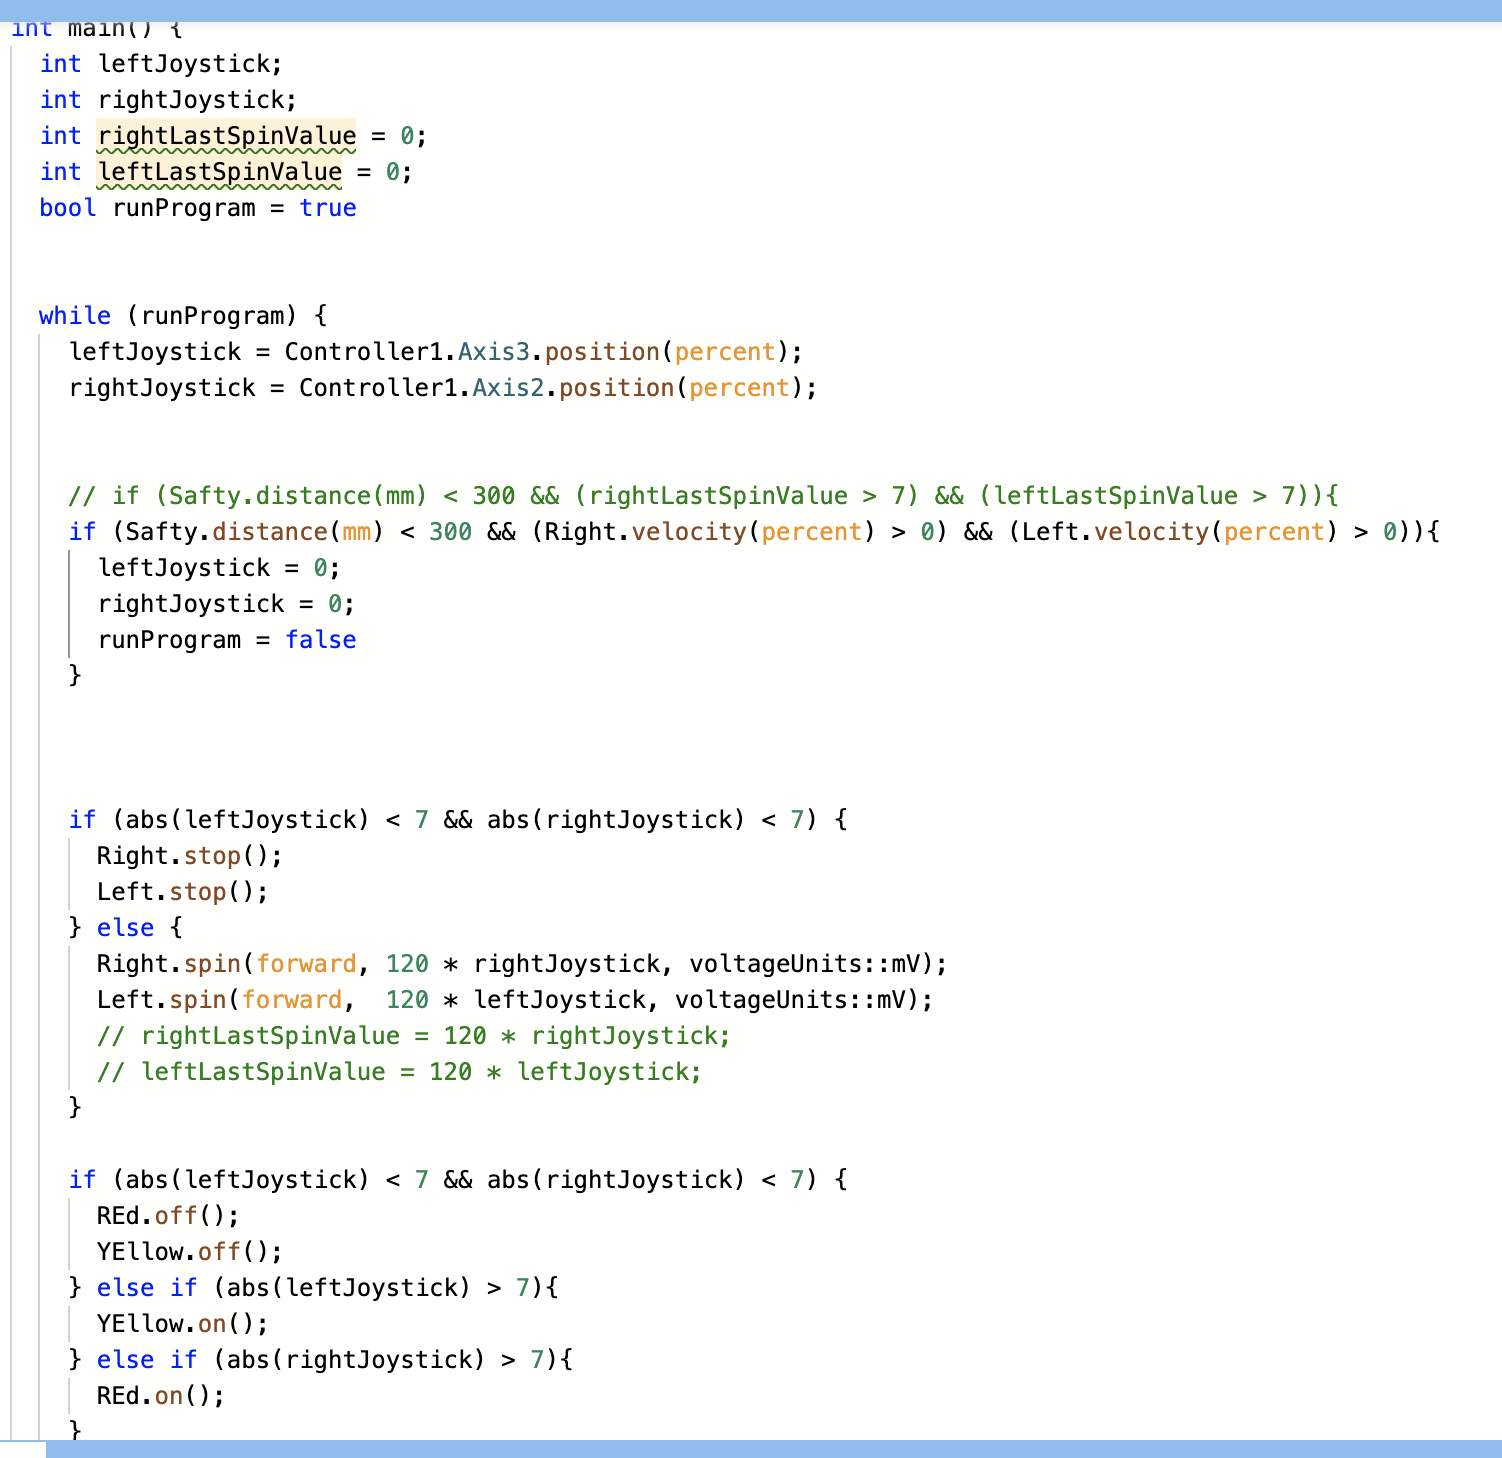 int main() {
int leftJoystick;
int rightJoystick;
int rightLastSpinValue = 0;
int leftLastSpinValue = 0;
bool runProgram = true
while (runProgram) {
leftJoystick = Controller1.Axis3.position(percent);
rightJoystick = Controller1.Axis2.position(percent);
// if (Safty.distance(mm) < 300 && (rightLastSpinValue > 7) && (leftLastSpinValue > 7)){
if (Safty.distance(mm) < 300 && (Right.velocity(percent) > 0) && (Left.velocity(percent) > 0)){
leftJoystick = 0;
rightJoystick = 0;
runProgram = false
}
if (abs(leftJoystick) < 7 && abs(rightJoystick) < 7) {
Right.stop();
Left.stop();
} else {
Right.spin(forward, 120 * rightJoystick, voltageUnits::mV);
Left.spin(forward,  120 * leftJoystick, voltageUnits::mV);
// rightLastSpinValue = 120 * rightJoystick;
// leftLastSpinValue = 120 * leftJoystick;
}
if (abs(leftJoystick) < 7 && abs(rightJoystick) < 7) {
REd.off();
YEllow.off();
} else if (abs(leftJoystick) > 7){
YEllow.on();
} else if (abs(rightJoystick) > 7){
REd.on();
}